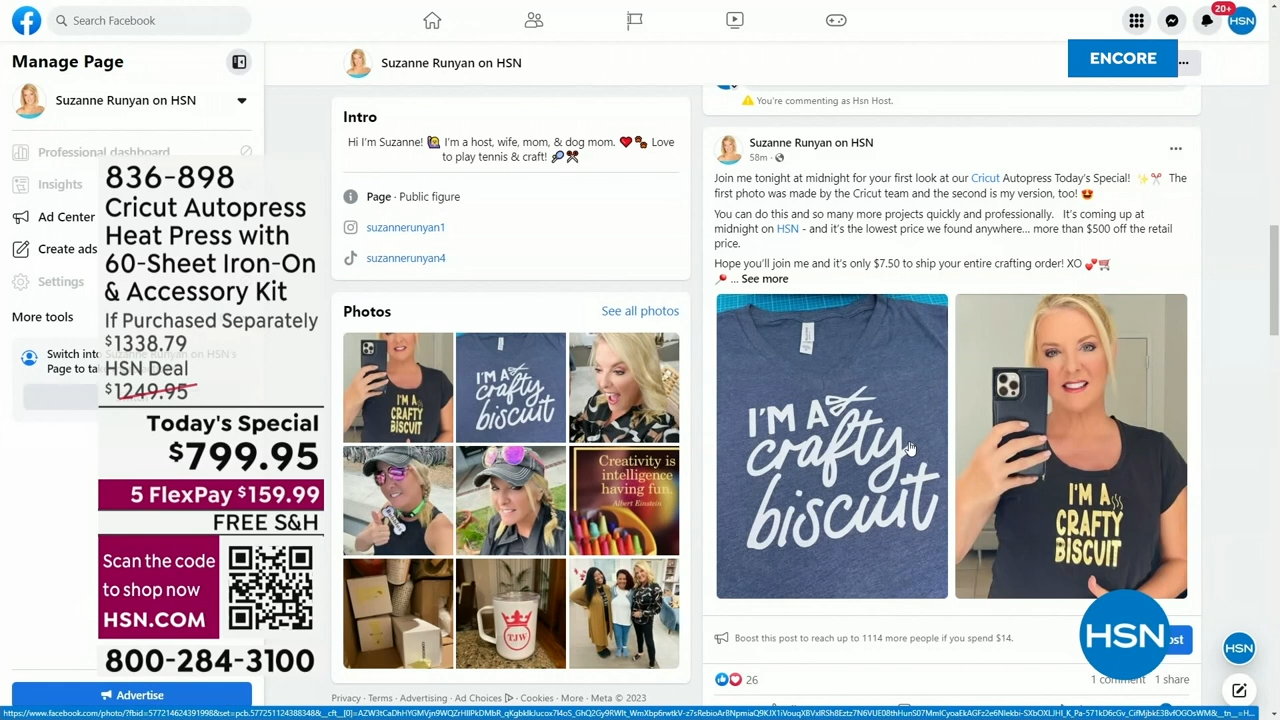 Search Facebook
20+
HSN
Manage Page
Suzanne Runyan on HSN
Professional dashboard
Insights
Ad Center
Create ads
Settings
More tools
Switch into Suzanne Runyan on HSN's
Page to ta
Advertise
836-898
Cricut Autopress
Heat Press with
60-Sheet Iron-On
& Accessory Kit
If Purchased Separately
$1338.79
HSN Deal
$1249.95
Today's Special
$799.95
5 FlexPay $159.99
FREE S&H
Scan the code
to shop now
HSN.COM
800-284-3100
Suzanne Runyan on HSN
ENCORE
Intro
Hi I'm Suzanne! 🙋 I'm a host, wife, mom, & dog mom. ❤️ 🐾 Love
to play tennis & craft! 🎾 ✂️
Page · Public figure
suzannerunyan1
suzannerunyan4
Photos
See all photos
I'M A
CRAFTY
BISCUIT
I'M A
crafty
biscuit
Creativity is
intelligence
having fun.
Albert Einstein
TJW
Privacy · Terms · Advertising · Ad Choices · Cookies · More · Meta © 2023
You're commenting as Hsn Host.
Suzanne Runyan on HSN
58m ·
Join me tonight at midnight for your first look at our Cricut Autopress Today's Special! ✨✂️ The
first photo was made by the Cricut team and the second is my version, too! 🤩
You can do this and so many more projects quickly and professionally. It's coming up at
midnight on HSN - and it's the lowest price we found anywhere... more than $500 off the retail
price.
Hope you'll join me and it's only $7.50 to ship your entire crafting order! XO 💕🛒
📍 ... See more
I'M A
crafty
biscuit
I'M A
CRAFTY
BISCUIT
Boost this post to reach up to 1114 more people if you spend $14.
HSN
ost
26
1 comment 1 share
HSN